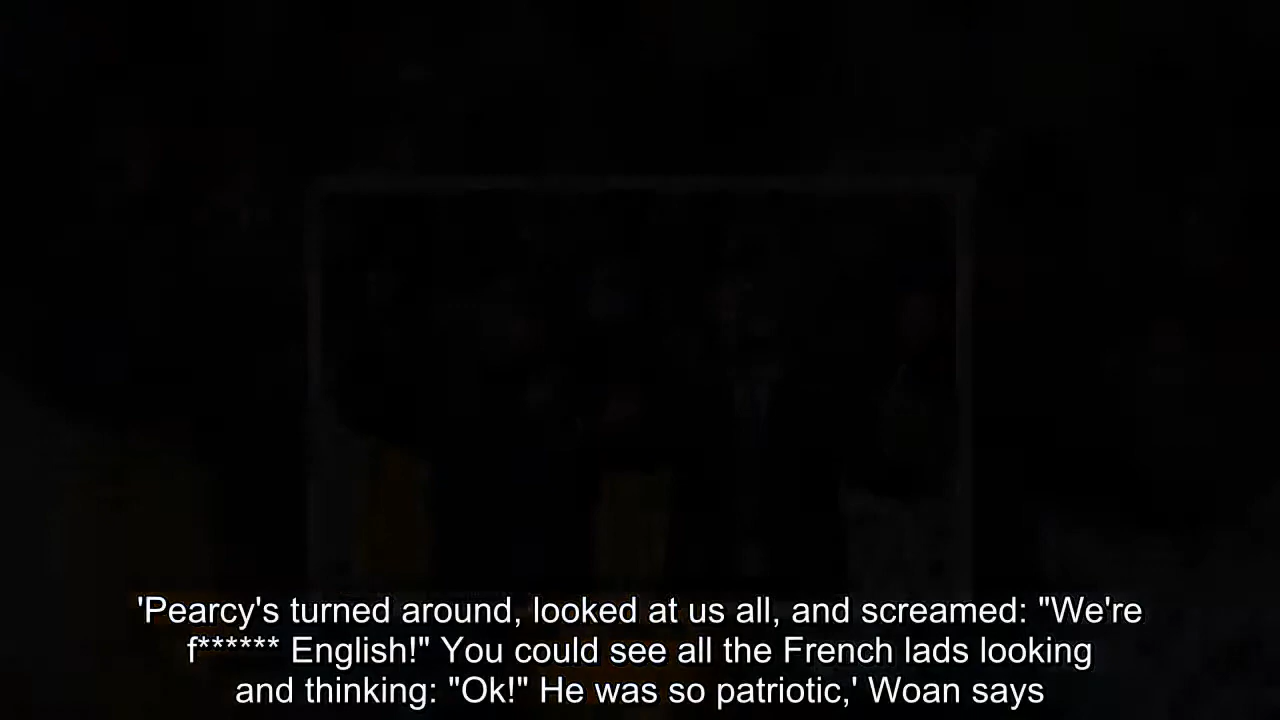 'Pearcy's turned around, looked at us all, and screamed: "We're
f****** English!" You could see all the French lads looking
and thinking: "Ok!" He was so patriotic,' Woan says